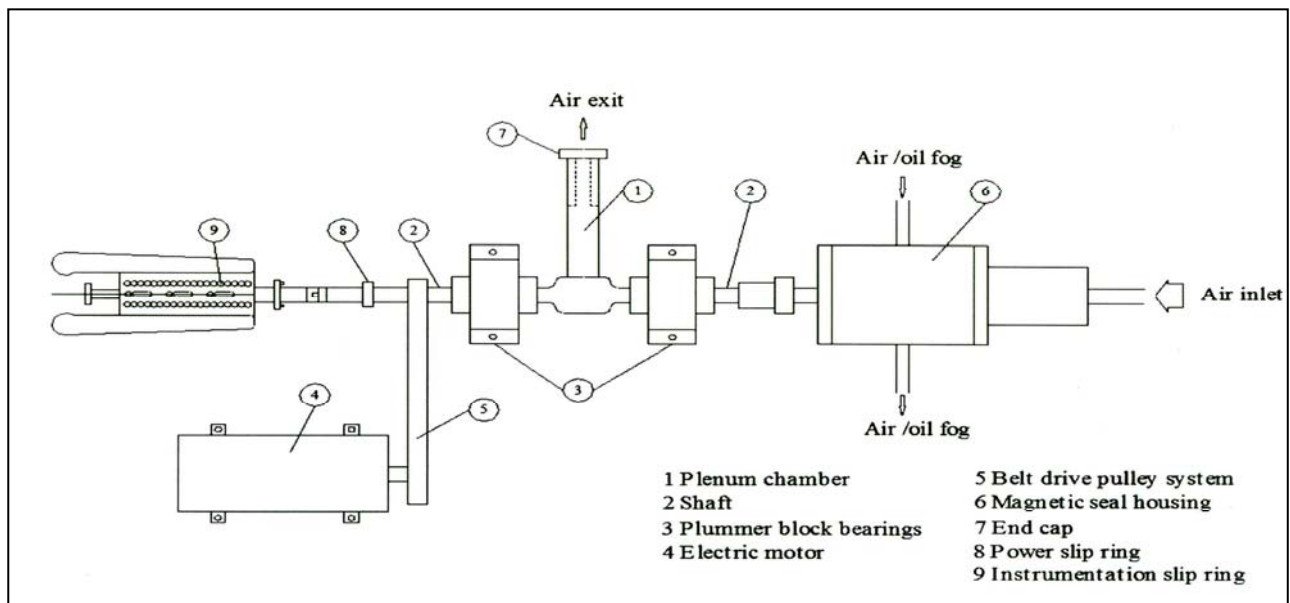 Air exit
7
Air /oil fog
1
2
6
9
8
2
Air inlet
3
4
5
Air /oil fog
1 Plenum chamber
2 Shaft
3 Plummer block bearings
4 Electric motor
5 Belt drive pulley system
6 Magnetic seal housing
7 End cap
8 Power slip ring
9 Instrumentation slip ring